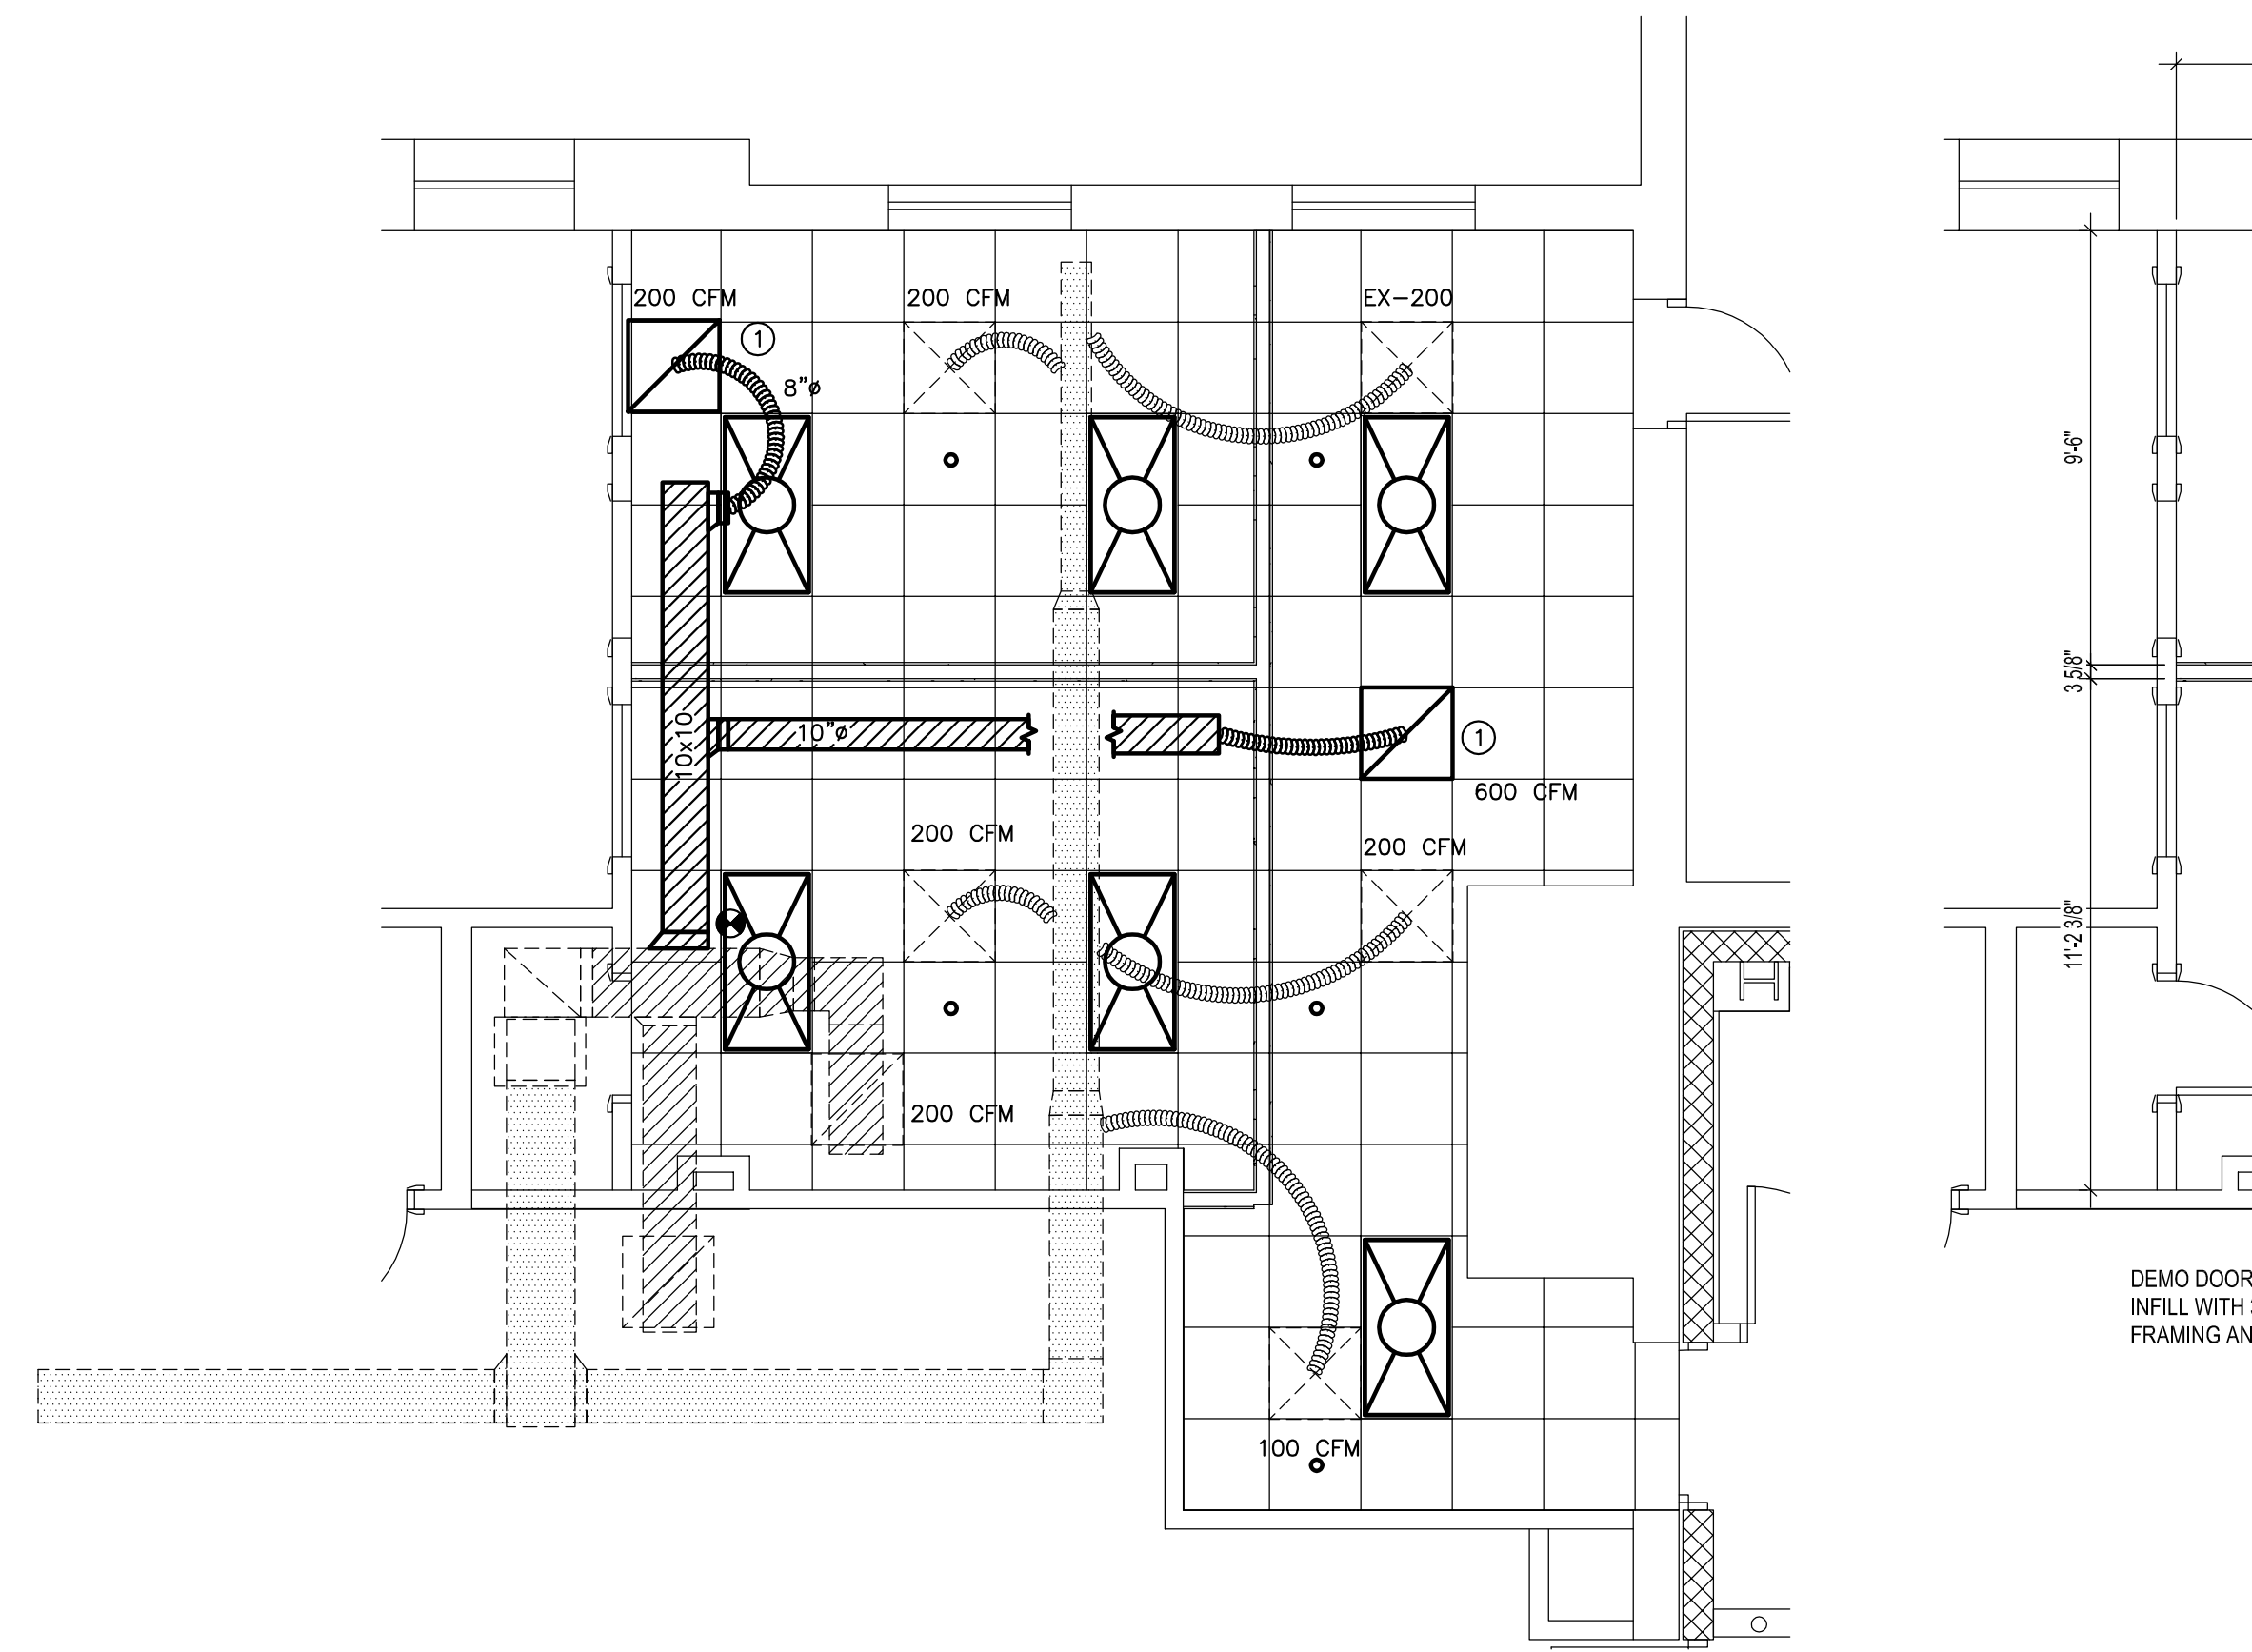 200 CFM
200 CFM
EX-200
1
8"ø
9'-6"
3 5/8"
10x10
10"ø
1
600 CFM
200 CFM
200 CFM
11'-2 3/8"
200 CFM
DEMO DOOR
INFILL WITH
FRAMING AN
100 CFM